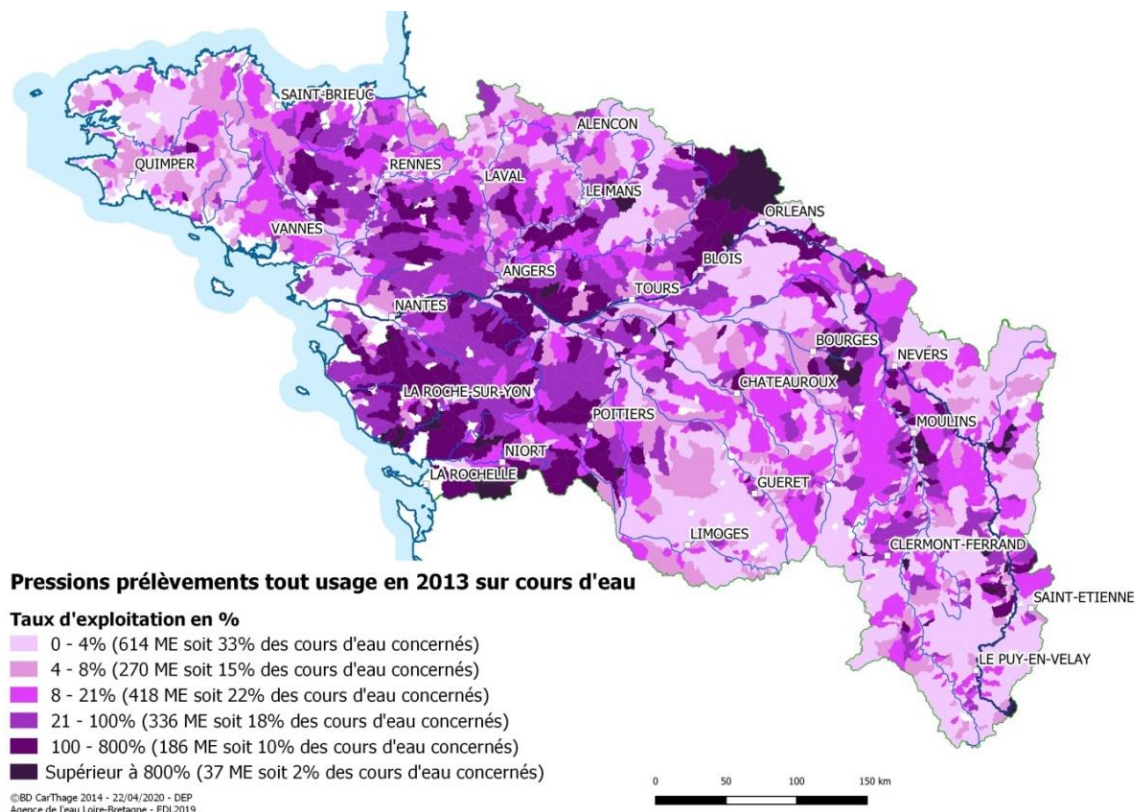 SAINT-BRIEUC
ALENCON
QUIMPER
RENNES
LAVAL
LE MANS
ORLEANS
VANNES
BLOIS
ANGERS
TOURS
NANTES
BOURGES
NEVERS
LA ROCHE-SUR-YON
CHATEAUROUX
POITIERS
MOULINS
NIORT
LA ROCHELLE
GUERET
LIMOGES
CLERMONT-FERRAND
SAINT-ETIENNE
LE PUY-EN-VELAY
Pressions prélèvements tout usage en 2013 sur cours d'eau
Taux d'exploitation en %
0 - 4% (614 ME soit 33% des cours d'eau concernés)
4 - 8% (270 ME soit 15% des cours d'eau concernés)
8 - 21% (418 ME soit 22% des cours d'eau concernés)
21 - 100% (336 ME soit 18% des cours d'eau concernés)
100 - 800% (186 ME soit 10% des cours d'eau concernés)
Supérieur à 800% (37 ME soit 2% des cours d'eau concernés)
©BD CarThage 2014 - 22/04/2020 - DEP
Agence de l'eau Loire-Bretagne - EDL2019
0 50 100 150 km